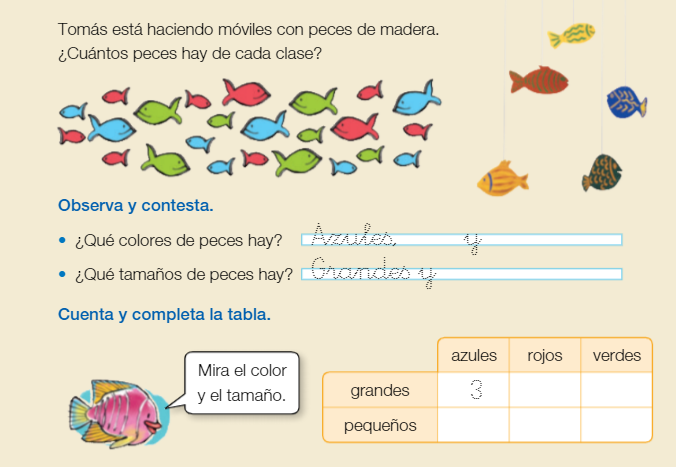 Tomás está haciendo móviles con peces de madera.
¿Cuántos peces hay de cada clase?
Observa y contesta.
• ¿Qué colores de peces hay? Azules, y
• ¿Qué tamaños de peces hay? Grandes y
Cuenta y completa la tabla.
Mira el color
y el tamaño.
azules rojos verdes
grandes 3
pequeños